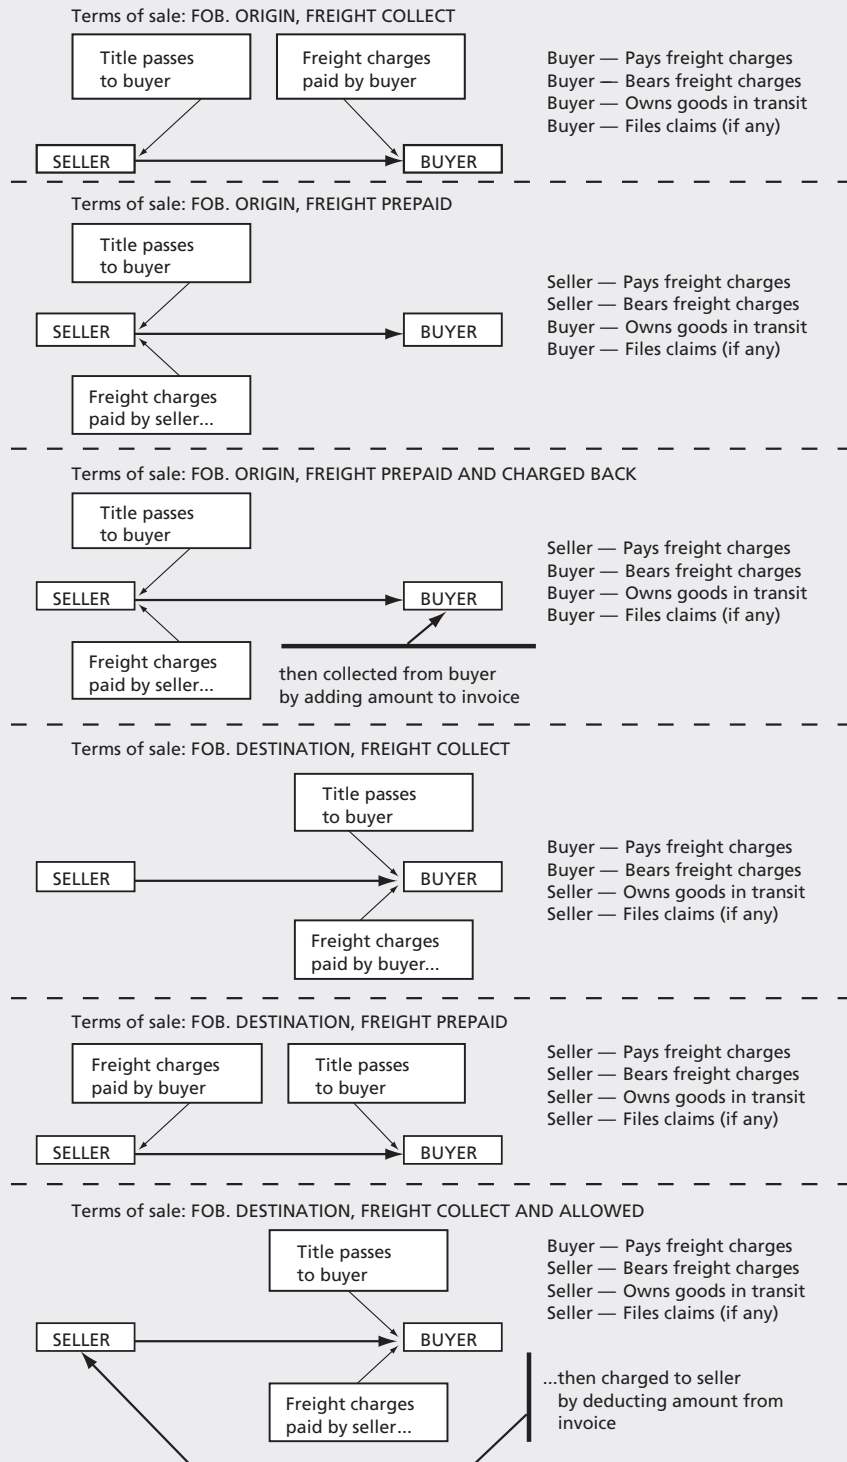 Terms of sale: FOB. ORIGIN, FREIGHT COLLECT
Title passes
to buyer
Freight charges
paid by buyer
Buyer — Pays freight charges
Buyer — Bears freight charges
Buyer — Owns goods in transit
Buyer — Files claims (if any)
SELLER
BUYER
Terms of sale: FOB. ORIGIN, FREIGHT PREPAID
Title passes
to buyer
Seller — Pays freight charges
Seller — Bears freight charges
Buyer — Owns goods in transit
Buyer — Files claims (if any)
SELLER
BUYER
Freight charges
paid by seller...
Terms of sale: FOB. ORIGIN, FREIGHT PREPAID AND CHARGED BACK
Title passes
to buyer
Seller — Pays freight charges
Buyer — Bears freight charges
Buyer — Owns goods in transit
Buyer — Files claims (if any)
SELLER
BUYER
Freight charges
paid by seller...
then collected from buyer
by adding amount to invoice
Terms of sale: FOB. DESTINATION, FREIGHT COLLECT
Title passes
to buyer
Buyer — Pays freight charges
Buyer — Bears freight charges
Seller — Owns goods in transit
Seller — Files claims (if any)
SELLER
BUYER
Freight charges
paid by buyer...
Terms of sale: FOB. DESTINATION, FREIGHT PREPAID
Freight charges
paid by buyer
Title passes
to buyer
Seller — Pays freight charges
Seller — Bears freight charges
Seller — Owns goods in transit
Seller — Files claims (if any)
SELLER
BUYER
Terms of sale: FOB. DESTINATION, FREIGHT COLLECT AND ALLOWED
Title passes
to buyer
Buyer — Pays freight charges
Seller — Bears freight charges
Seller — Owns goods in transit
Seller — Files claims (if any)
SELLER
BUYER
Freight charges
paid by seller...
...then charged to seller
by deducting amount from
invoice